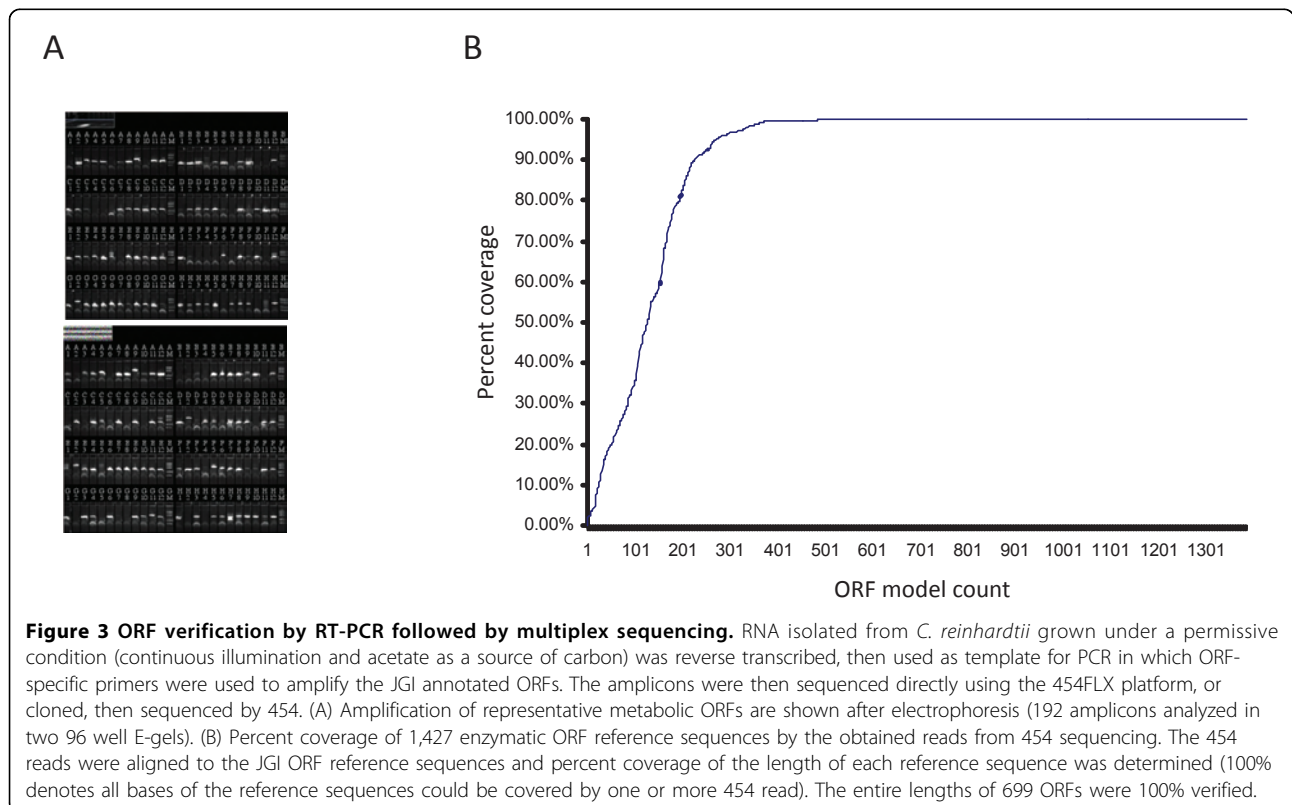 A
B
100.00%
90.00%
80.00%
70.00%
60.00%
50.00%
40.00%
30.00%
20.00%
10.00%
0.00%
Percent coverage
1 101 201 301 401 501 601 701 801 901 1001 1101 1201 1301
ORF model count
Figure 3 ORF verification by RT-PCR followed by multiplex sequencing. RNA isolated from C. reinhardtii grown under a permissive
condition (continuous illumination and acetate as a source of carbon) was reverse transcribed, then used as template for PCR in which ORF-
specific primers were used to amplify the JGI annotated ORFs. The amplicons were then sequenced directly using the 454FLX platform, or
cloned, then sequenced by 454. (A) Amplification of representative metabolic ORFs are shown after electrophoresis (192 amplicons analyzed in
two 96 well E-gels). (B) Percent coverage of 1,427 enzymatic ORF reference sequences by the obtained reads from 454 sequencing. The 454
reads were aligned to the JGI ORF reference sequences and percent coverage of the length of each reference sequence was determined (100%
denotes all bases of the reference sequences could be covered by one or more 454 read). The entire lengths of 699 ORFs were 100% verified.